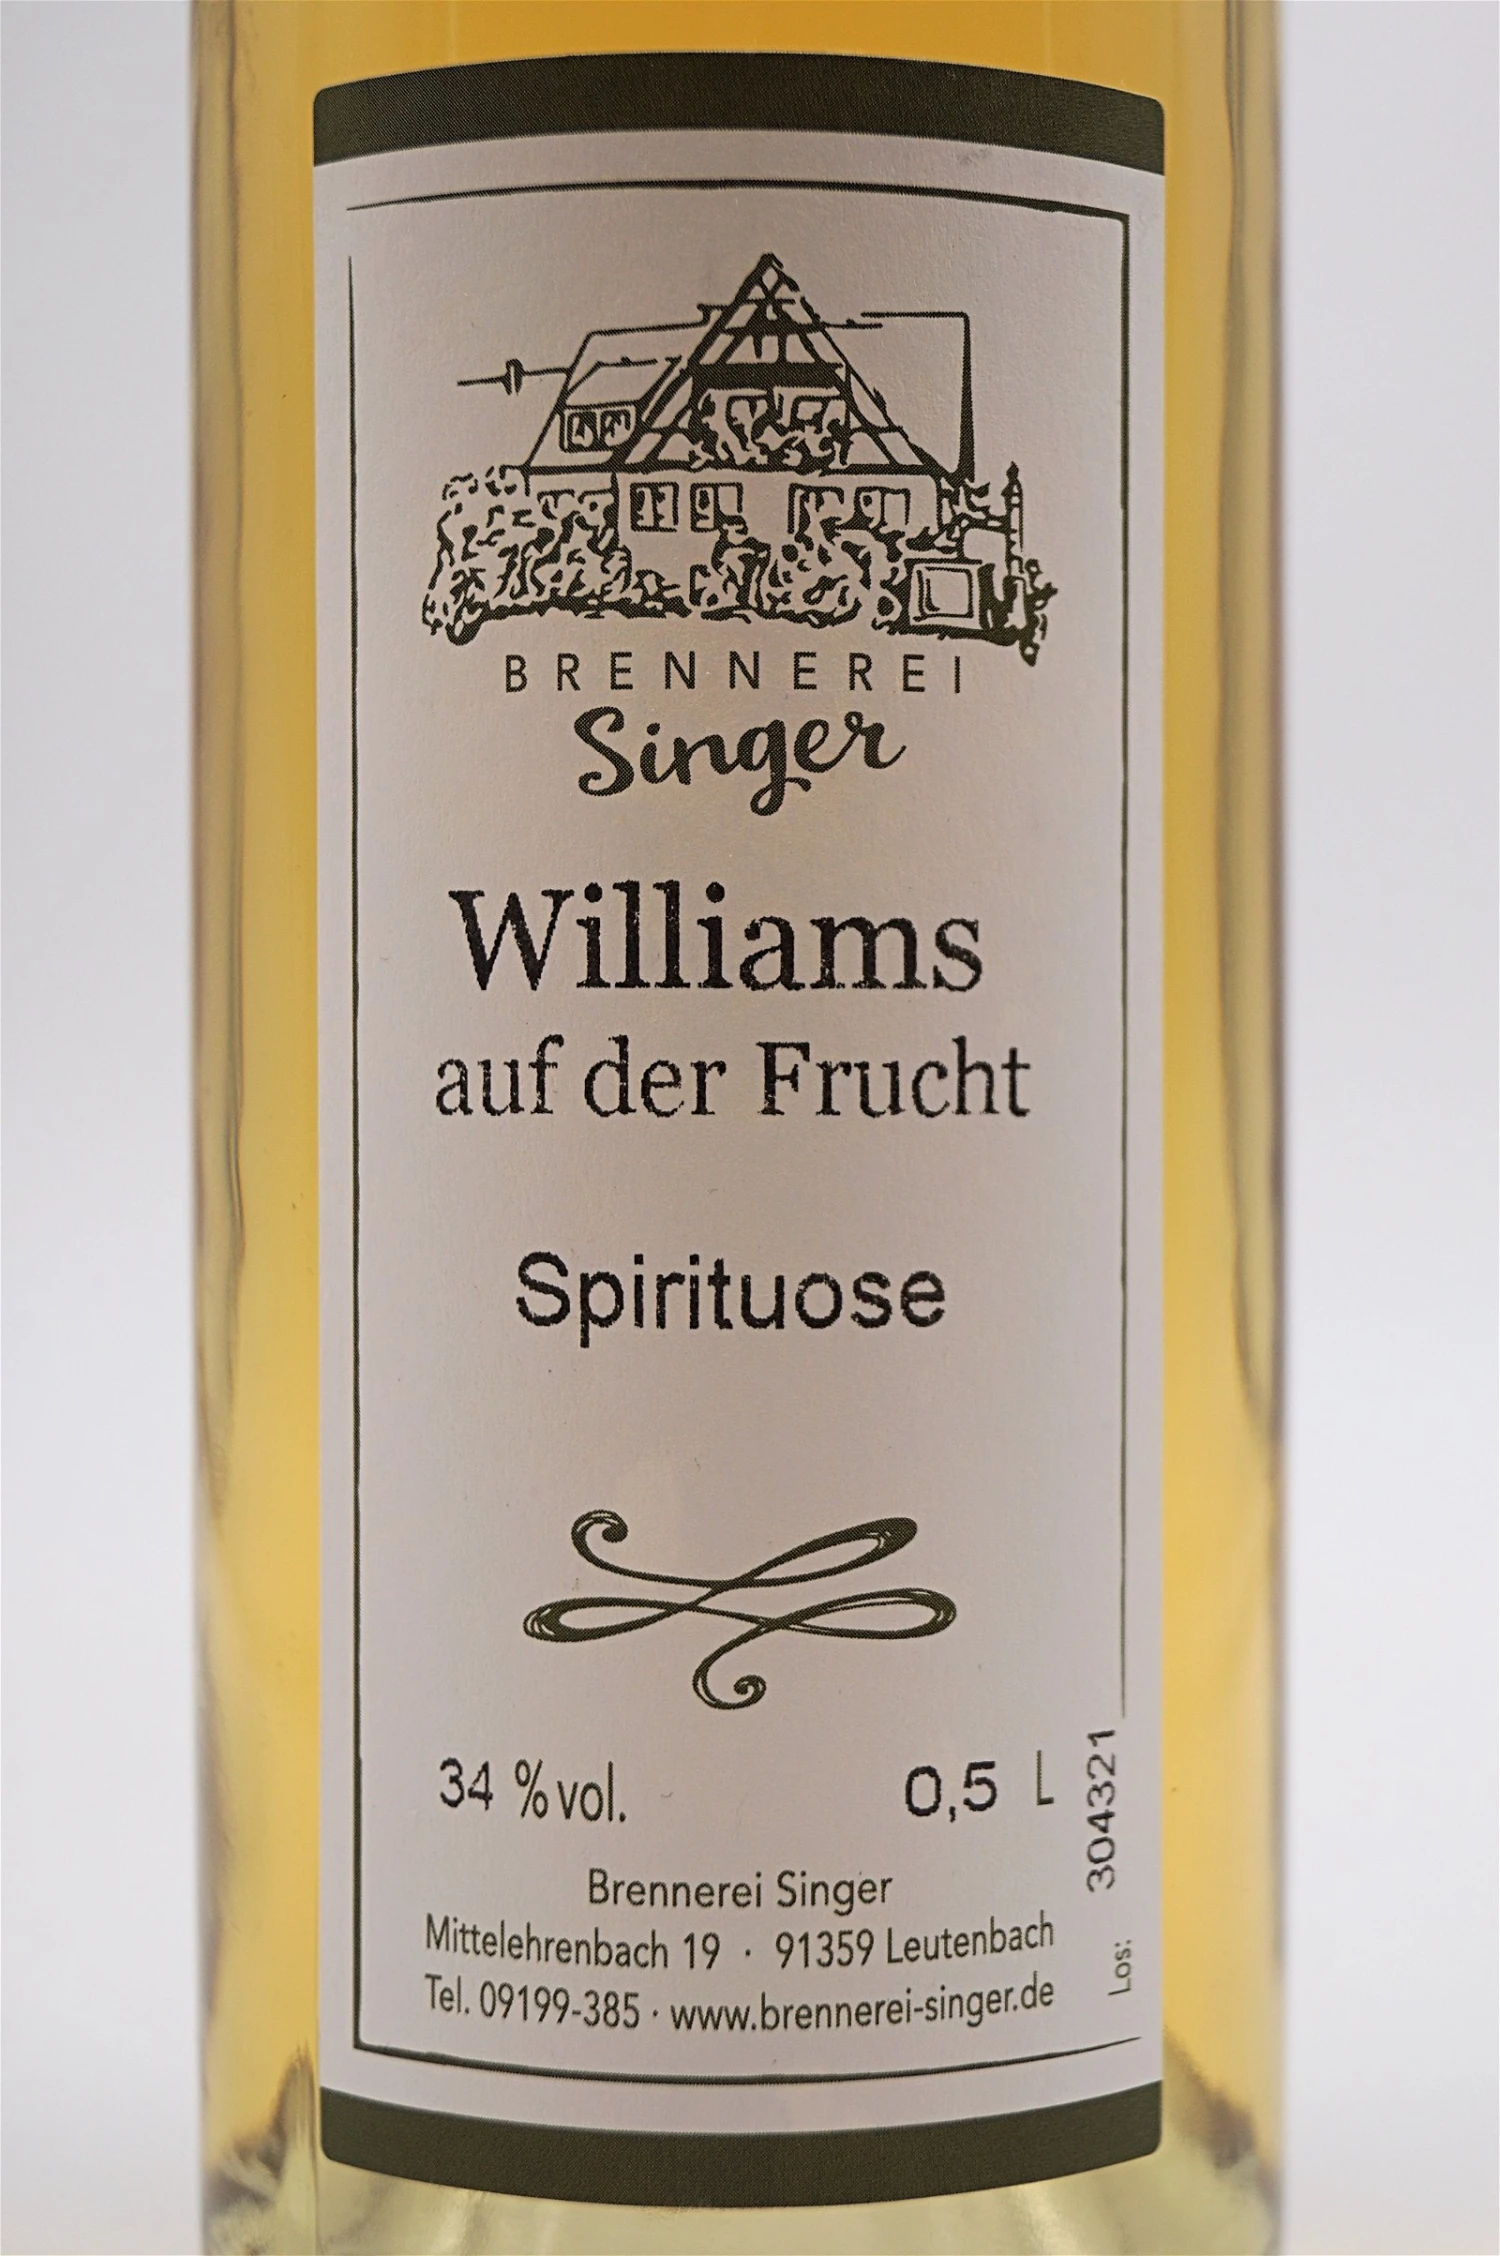 BRENNEREI
Singer
Williams
auf der Frucht
Spirituose
34 %vol.
0,5 L
Los: 304321
Brennerei Singer
Mittelehrenbach 19 · 91359 Leutenbach
Tel. 09199-385 · www.brennerei-singer.de